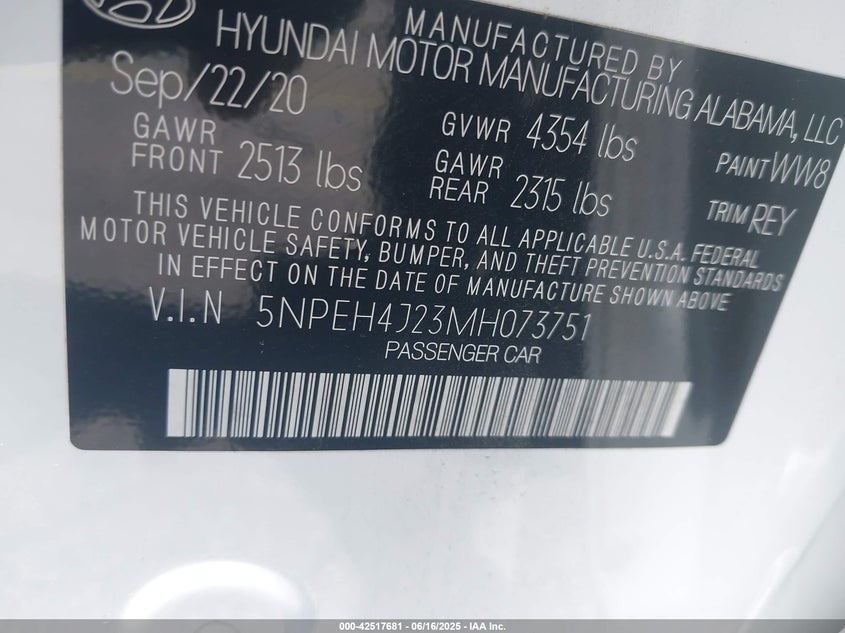 MANUFACTURED BY
HYUNDAI MOTOR MANUFACTURING ALABAMA, LLC
Sep/22/20
GVWR 4354 lbs
PAINT WW8
GAWR FRONT 2513 lbs
GAWR REAR 2315 lbs
TRIM REY
THIS VEHICLE CONFORMS TO ALL APPLICABLE U.S.A. FEDERAL
MOTOR VEHICLE SAFETY, BUMPER, AND THEFT PREVENTION STANDARDS
IN EFFECT ON THE DATE OF MANUFACTURE SHOWN ABOVE
V.I.N 5NPEH4J23MH073751
PASSENGER CAR
000-42517681 - 06/16/2025 - IAA Inc.